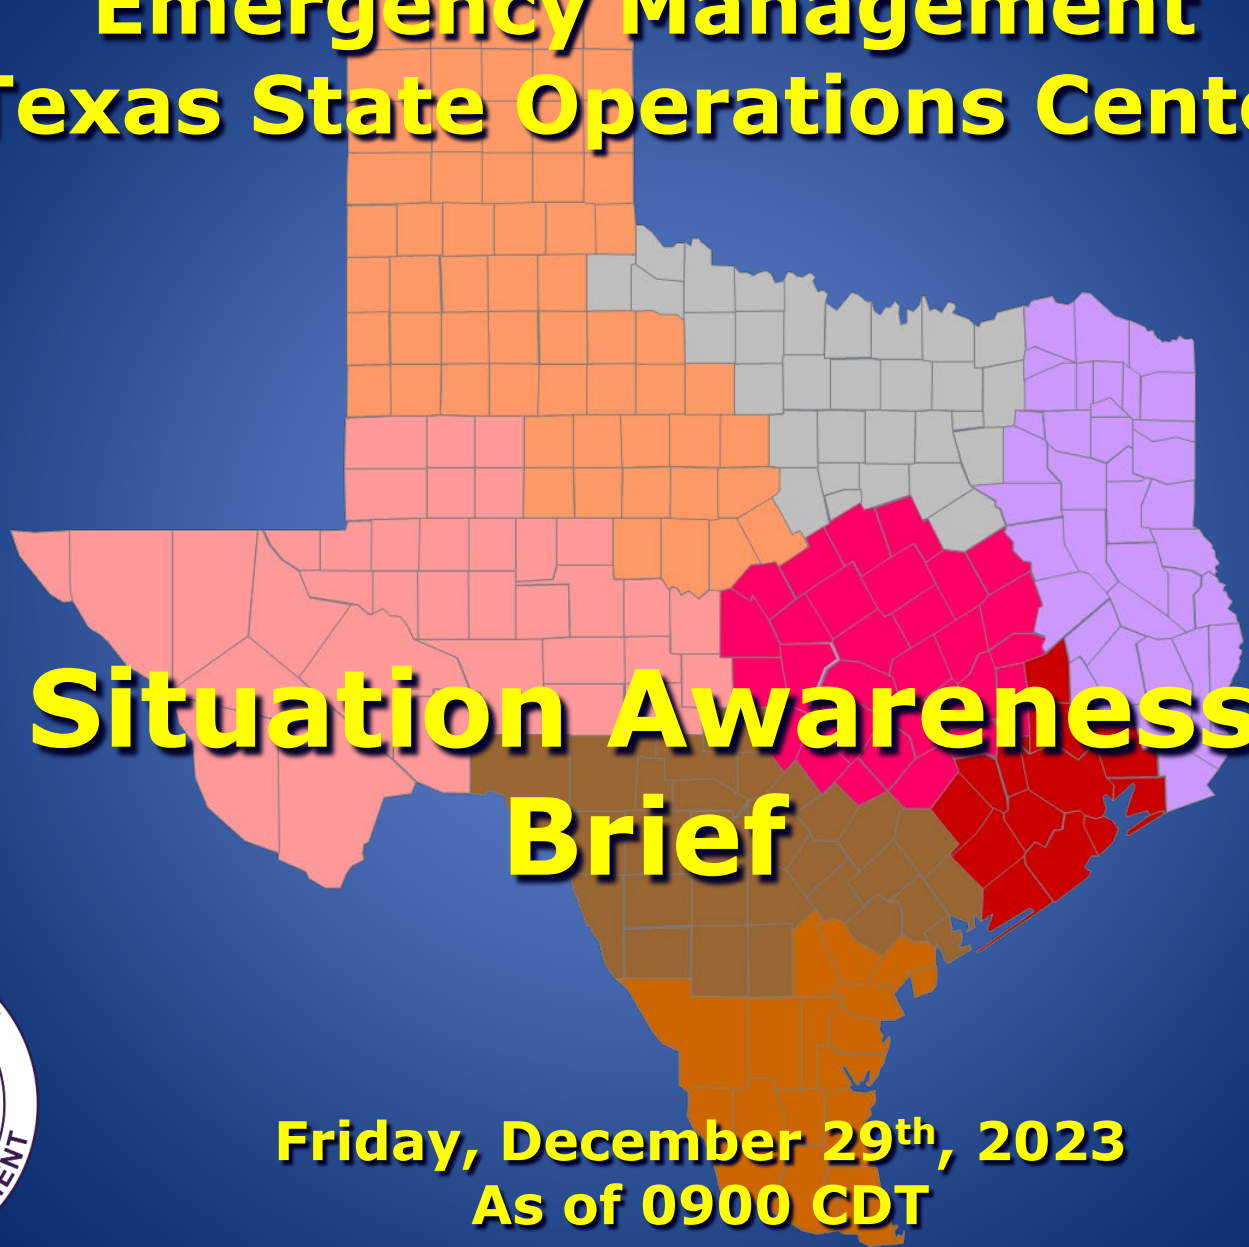 Emergency Management
Texas State Operations Cente
Situation Awareness
Brief
Friday, December 29th, 2023
As of 0900 CDT